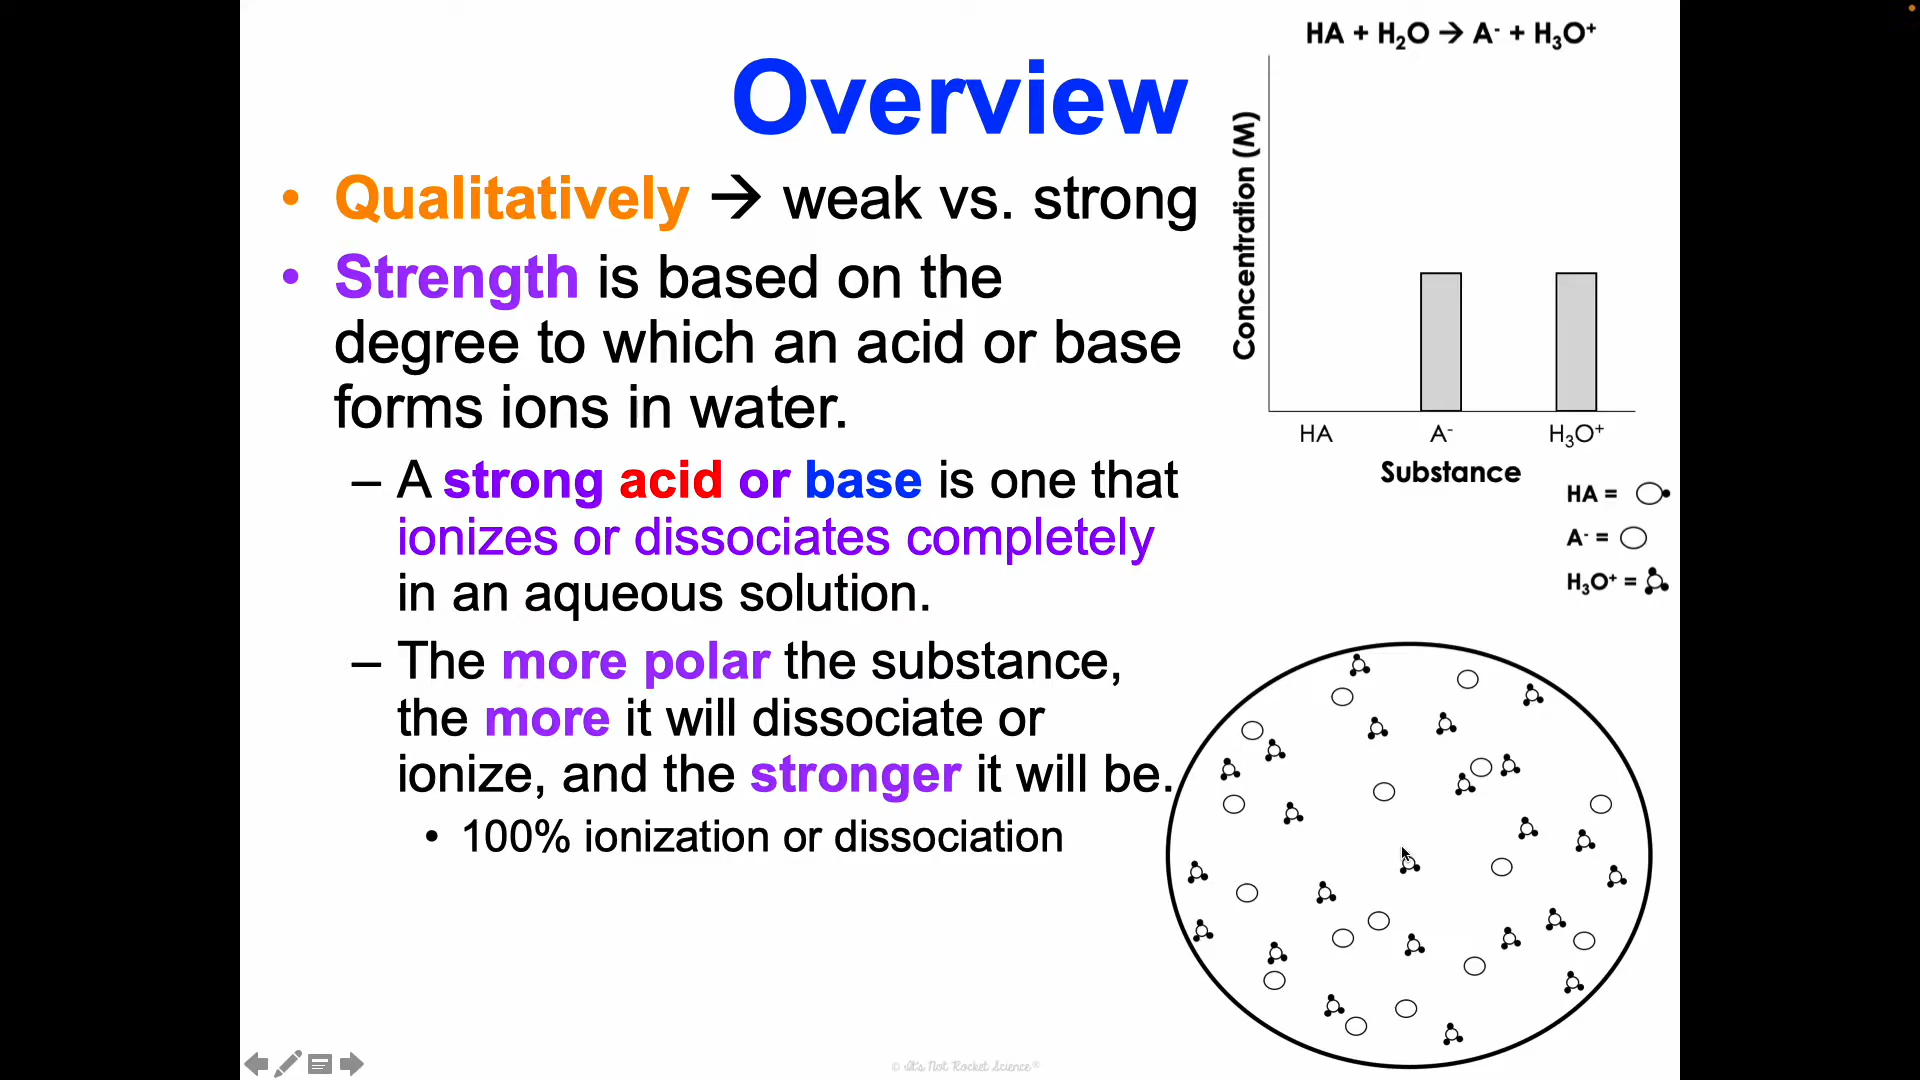 Overview
• Qualitatively → weak vs. strong
• Strength is based on the
degree to which an acid or base
forms ions in water.
– A strong acid or base is one that
ionizes or dissociates completely
in an aqueous solution.
– The more polar the substance,
the more it will dissociate or
ionize, and the stronger it will be.
• 100% ionization or dissociation
HA + H₂O → A⁻ + H₃O⁺
Concentration (M)
HA A⁻ H₃O⁺
Substance
HA =
A⁻ =
H₃O⁺ =
© It's Not Rocket Science®